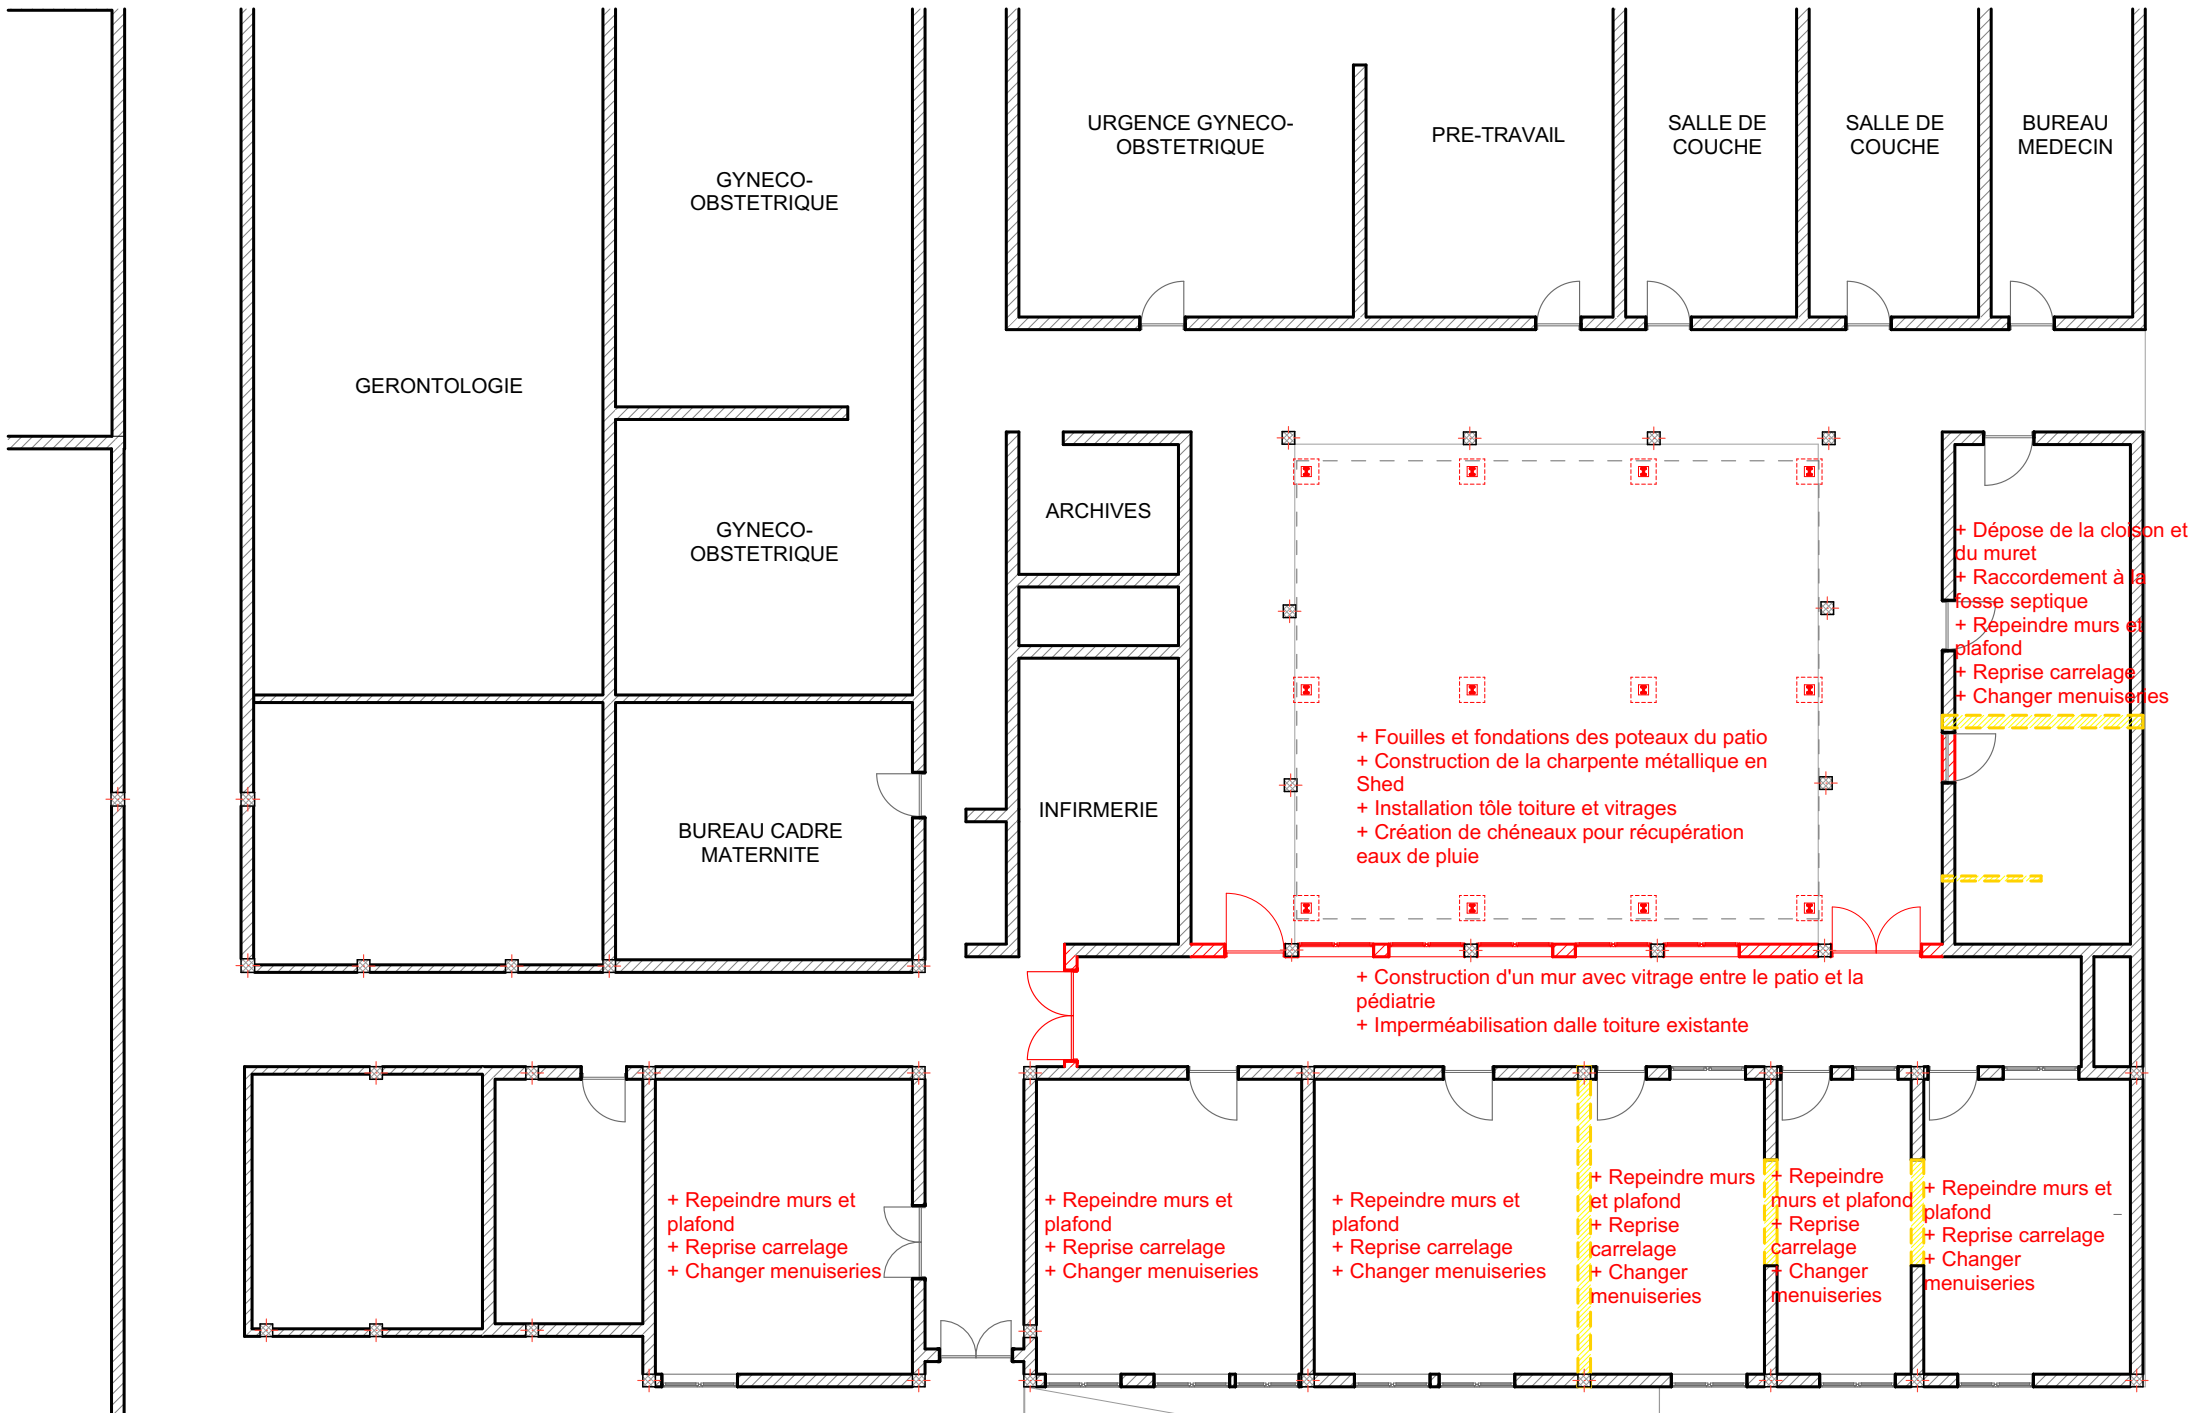 URGENCE GYNECO-
OBSTETRIQUE
PRE-TRAVAIL
SALLE DE
COUCHE
SALLE DE
COUCHE
BUREAU
MEDECIN
GYNECO-
OBSTETRIQUE
GERONTOLOGIE
ARCHIVES
GYNECO-
OBSTETRIQUE
+ Dépose de la cloison et
du muret
+ Raccordement à la
fosse septique
+ Repeindre murs et
plafond
+ Reprise carrelage
+ Changer menuiseries
+ Fouilles et fondations des poteaux du patio
+ Construction de la charpente métallique en
Shed
+ Installation tôle toiture et vitrages
+ Création de chéneaux pour récupération
eaux de pluie
INFIRMERIE
BUREAU CADRE
MATERNITE
+ Construction d'un mur avec vitrage entre le patio et la
pédiatrie
+ Imperméabilisation dalle toiture existante
+ Repeindre murs et
plafond
+ Reprise carrelage
+ Changer menuiseries
+ Repeindre murs et
plafond
+ Reprise carrelage
+ Changer menuiseries
+ Repeindre murs et
plafond
+ Reprise carrelage
+ Changer menuiseries
+ Repeindre murs
et plafond
+ Reprise
carrelage
+ Changer
menuiseries
+ Repeindre
murs et plafond
+ Reprise
carrelage
+ Changer
menuiseries
+ Repeindre murs et
plafond
+ Reprise carrelage
+ Changer
menuiseries